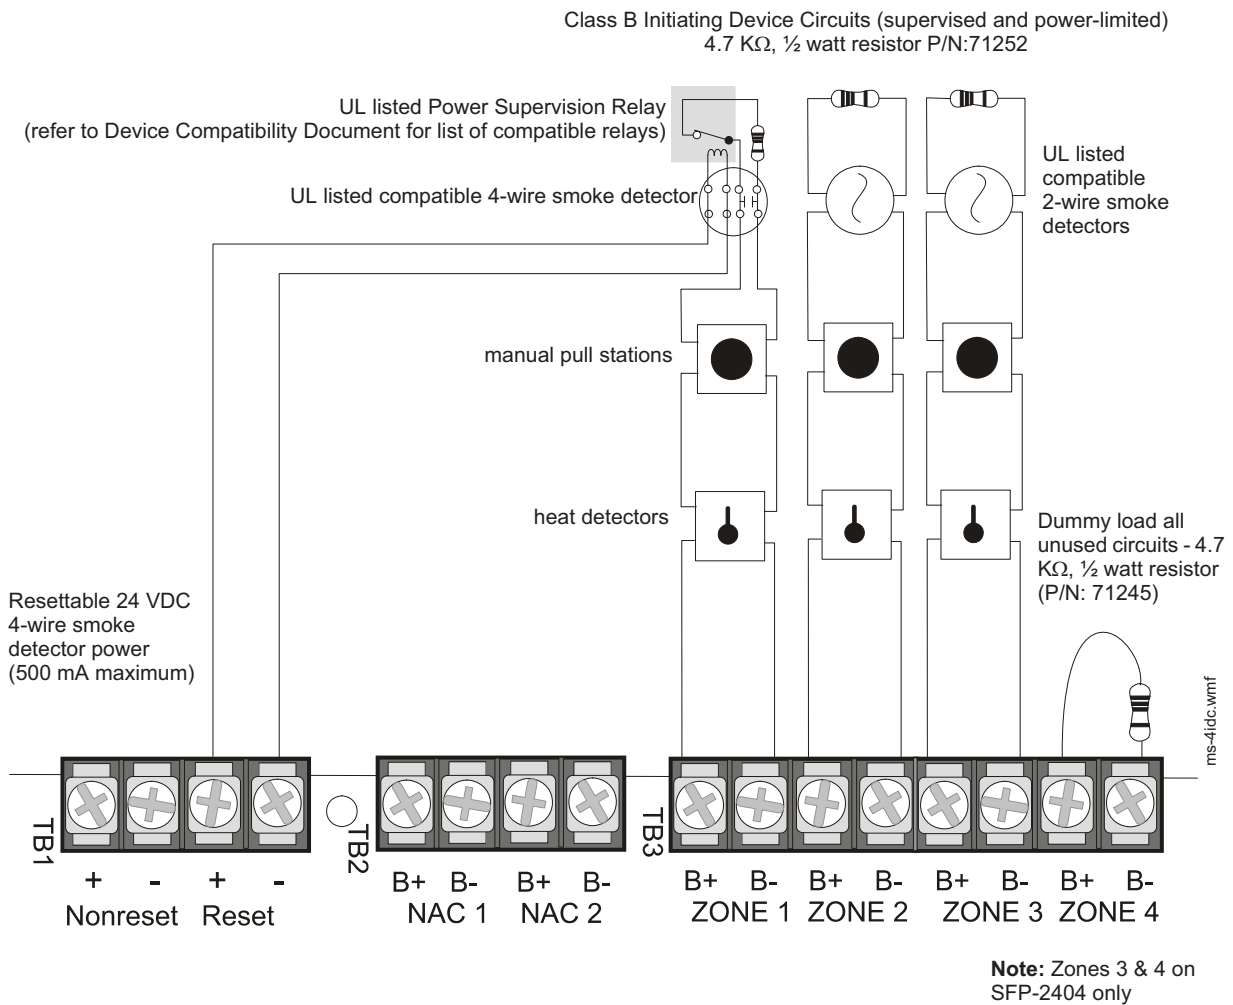 Class B Initiating Device Circuits (supervised and power-limited)
4.7 KΩ, ½ watt resistor P/N:71252
UL listed Power Supervision Relay
(refer to Device Compatibility Document for list of compatible relays)
UL listed compatible 4-wire smoke detector
UL listed
compatible
2-wire smoke
detectors
manual pull stations
heat detectors
Dummy load all
unused circuits - 4.7
KΩ, ½ watt resistor
(P/N: 71245)
Resettable 24 VDC
4-wire smoke
detector power
(500 mA maximum)
ms-4idc.wmf
TB1
TB2
TB3
+ - + -
Nonreset Reset
B+ B- B+ B-
NAC 1 NAC 2
B+ B- B+ B- B+ B- B+ B-
ZONE 1 ZONE 2 ZONE 3 ZONE 4
Note: Zones 3 & 4 on
SFP-2404 only